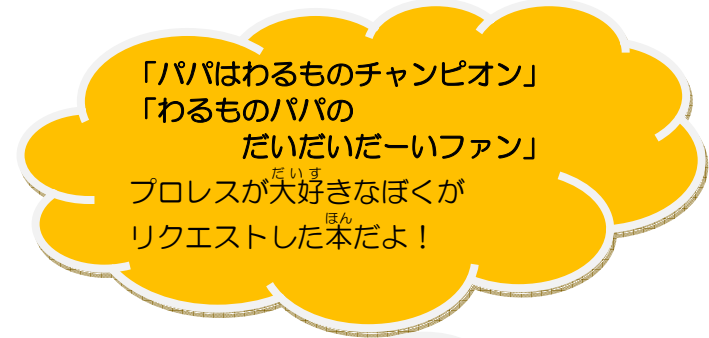 「パパはわるものチャンピオン」
「わるものパパの
だいだいだーいファン」
プロレスが大好きなぼくが
リクエストした本だよ！